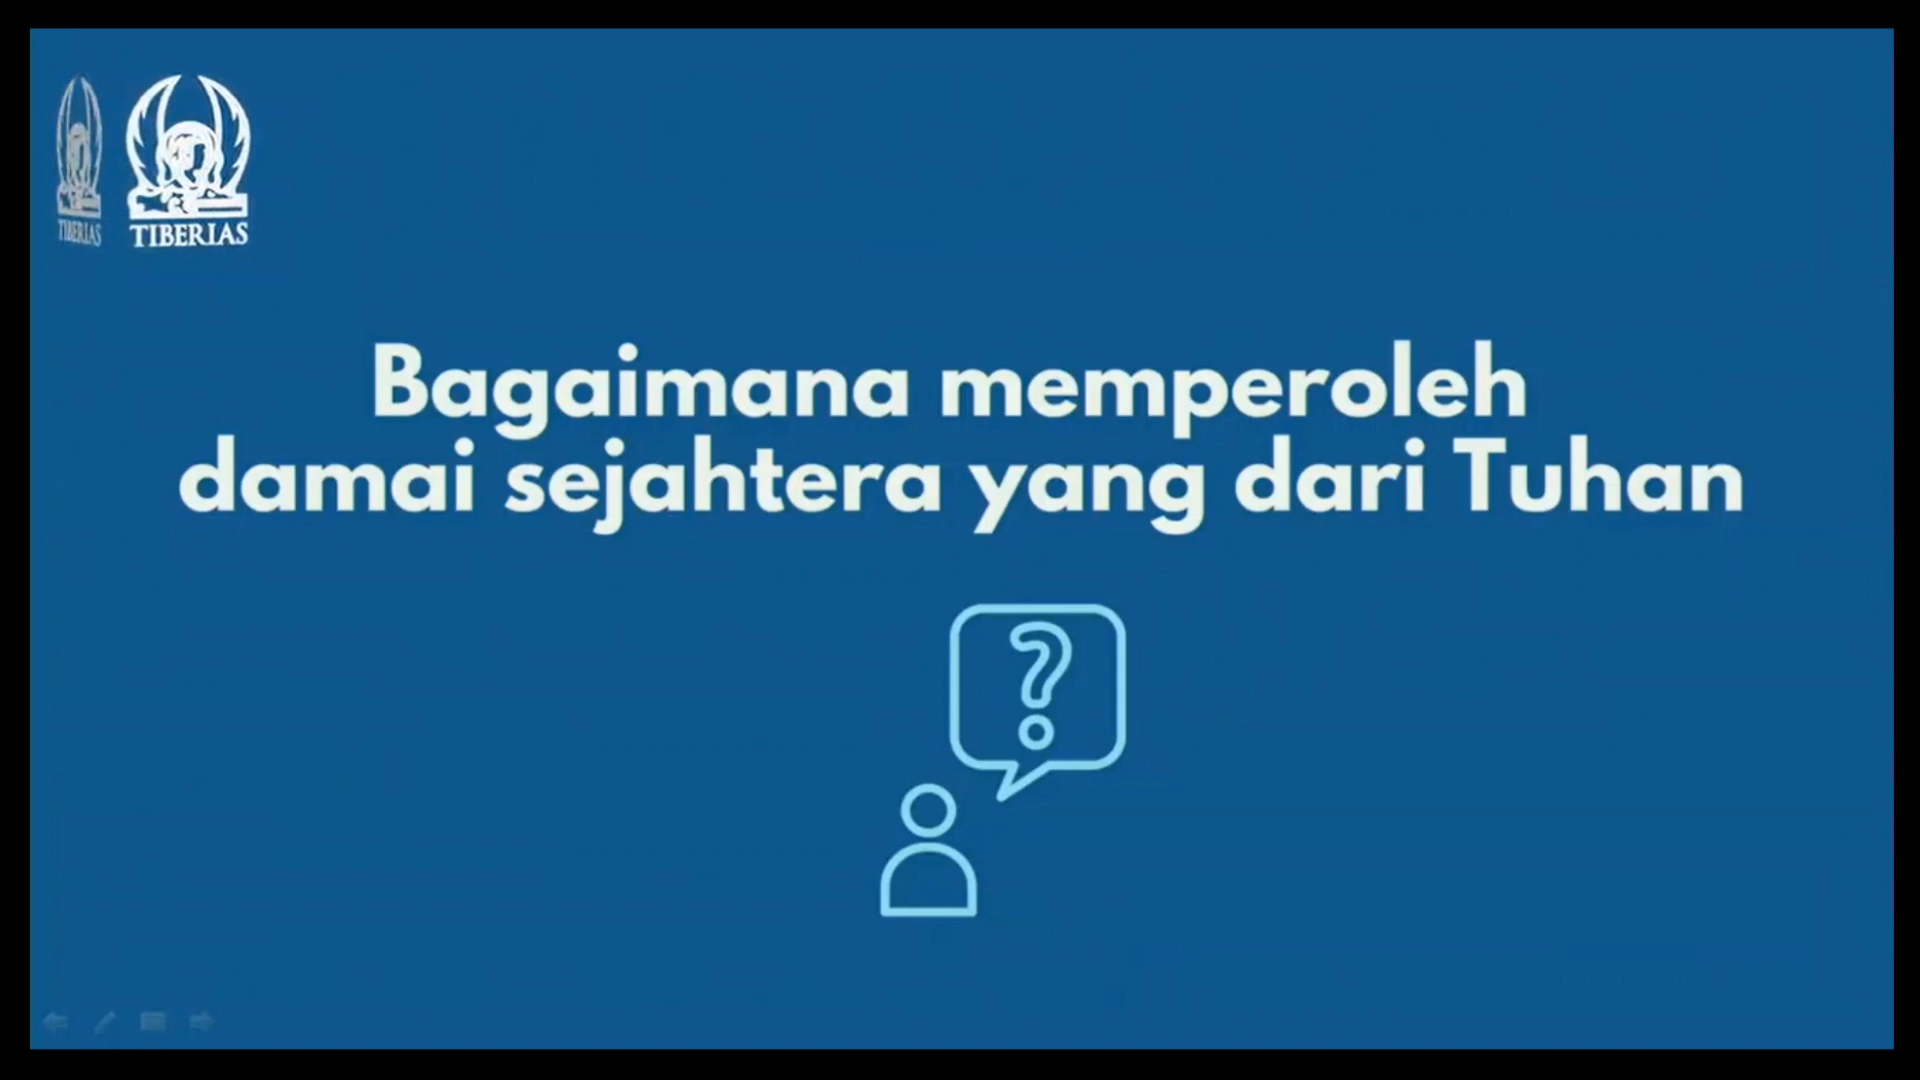 TIBERIAS
TIBERIAS
Bagaimana memperoleh
damai sejahtera yang dari Tuhan
?